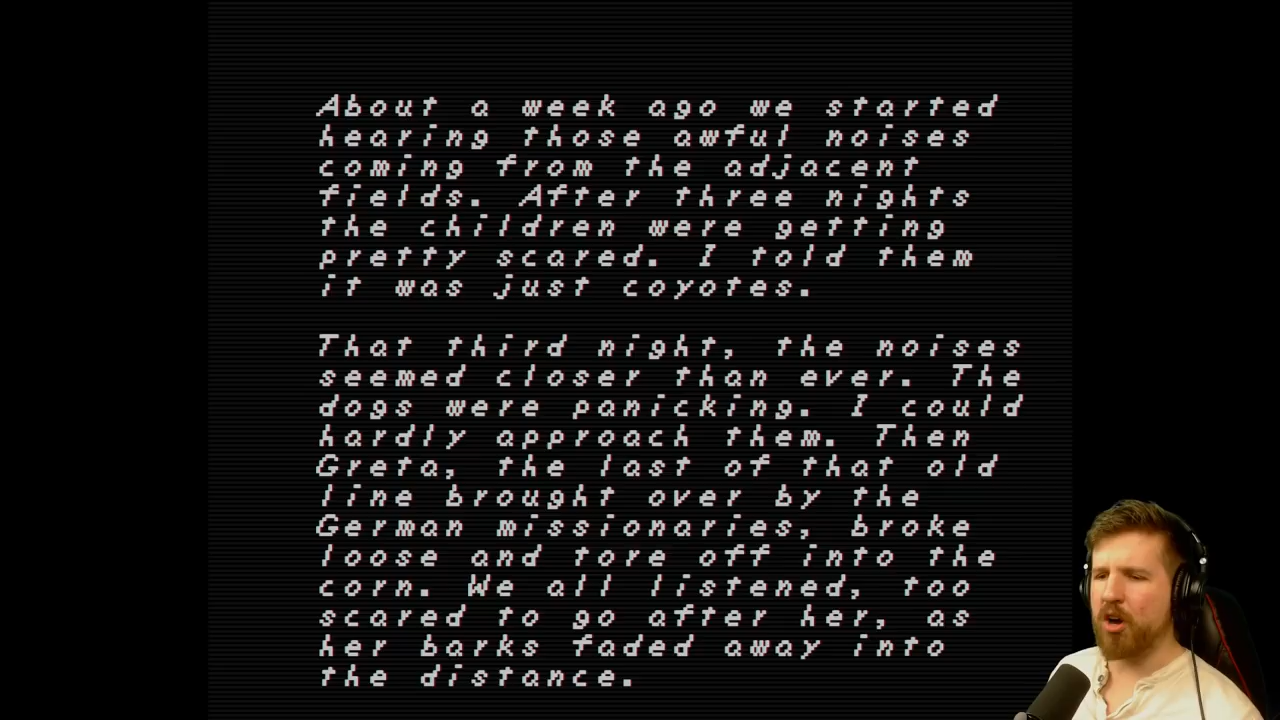 About a week ago we started
hearing those awful noises
coming from the adjacent
fields. After three nights
the children were getting
pretty scared. I told them
it was just coyotes.
That third night, the noises
seemed closer than ever. The
dogs were panicking. I could
hardly approach them. Then
Greta, the last of that old
line brought over by the
German missionaries, broke
loose and tore off into the
corn. We all listened, too
scared to go after her, as
her barks faded away into
the distance.